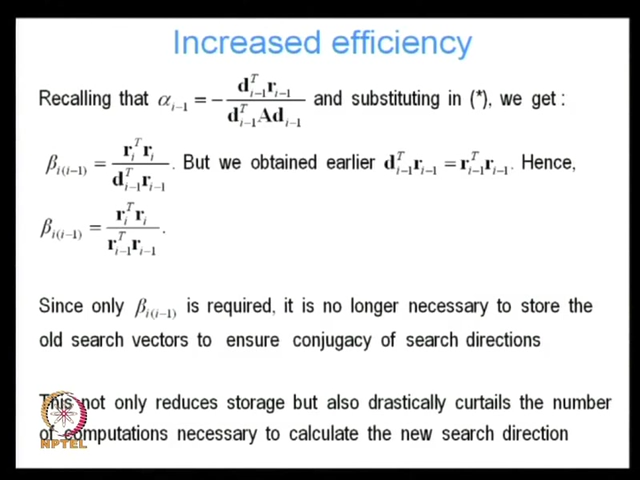 Increased efficiency
Recalling that α_{i−1} = − d_{i−1}^T r_{i−1} / d_{i−1}^T A d_{i−1} and substituting in (*), we get :
β_{i(i−1)} = r_i^T r_i / d_{i−1}^T r_{i−1} . But we obtained earlier d_{i−1}^T r_{i−1} = r_{i−1}^T r_{i−1}. Hence,
β_{i(i−1)} = r_i^T r_i / r_{i−1}^T r_{i−1} .
Since only β_{i(i−1)} is required, it is no longer necessary to store the
old search vectors to ensure conjugacy of search directions
This not only reduces storage but also drastically curtails the number
of computations necessary to calculate the new search direction
NPTEL